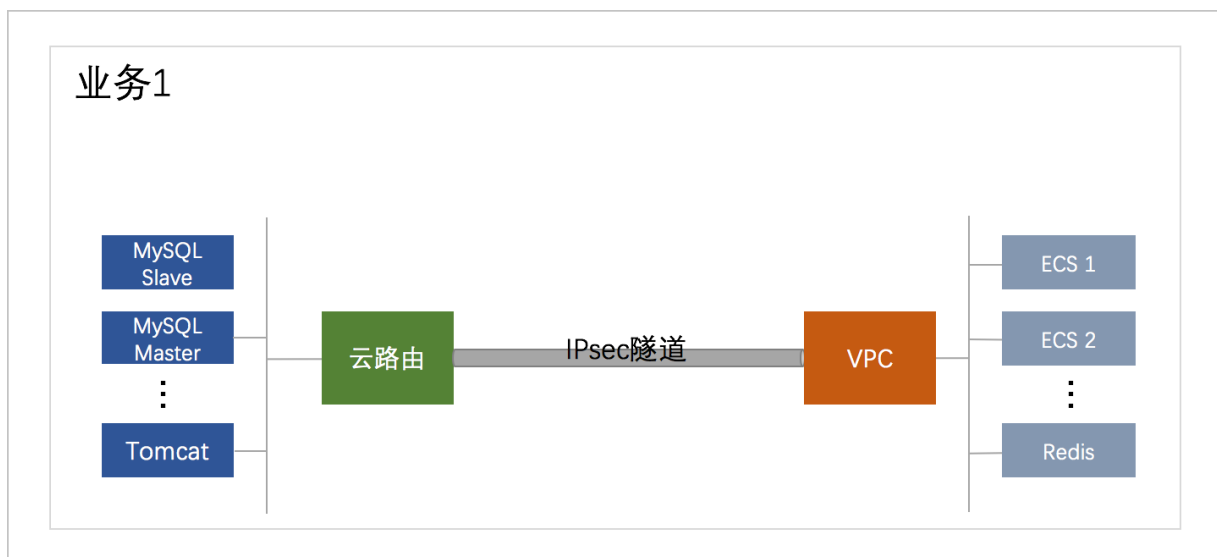 业务1
MySQL
Slave
MySQL
Master
Tomcat
云路由
IPsec隧道
VPC
ECS 1
ECS 2
Redis